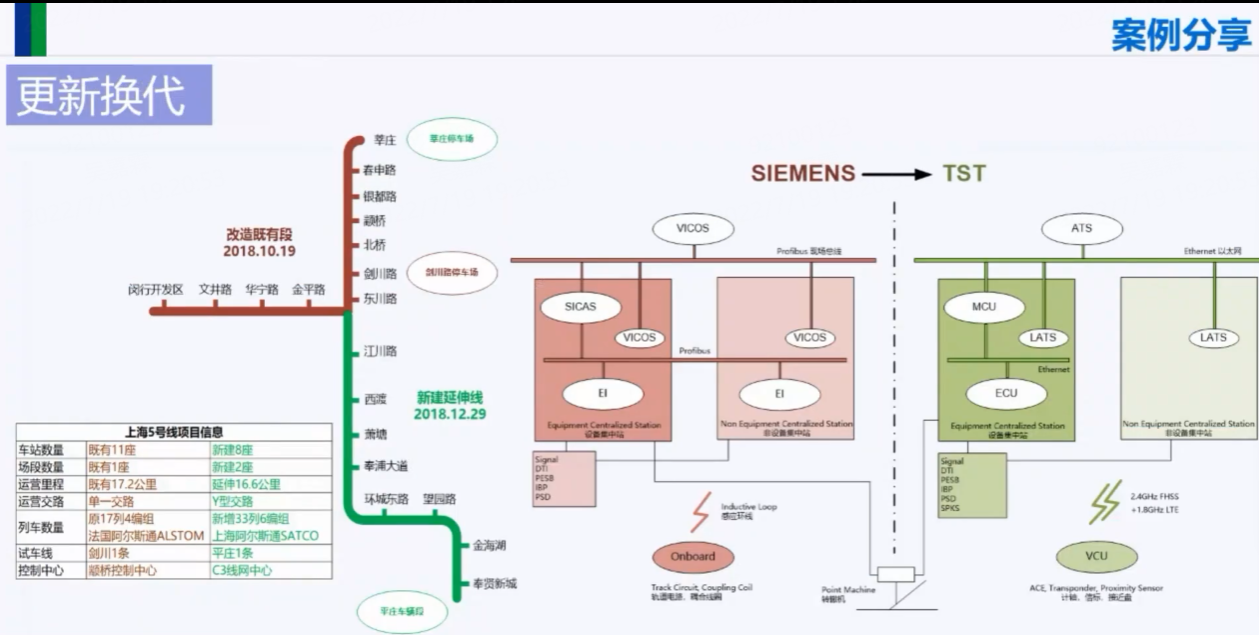 案例分享
更新换代
莘庄
莘庄停车场
春申路
银都路
颛桥
北桥
剑川路
剑川路停车场
东川路
改造既有段
2018.10.19
闵行开发区 文井路 华宁路 金平路
江川路
西渡
萧塘
奉浦大道
环城东路 望园路
金海湖
奉贤新城
平庄车辆段
新建延伸线
2018.12.29
上海5号线项目信息
车站数量 既有11座 新建8座
场段数量 既有1座 新建2座
运营里程 既有17.2公里 延伸16.6公里
运营交路 单一交路 Y型交路
列车数量 原17列4编组 新增33列6编组
法国阿尔斯通ALSTOM 上海阿尔斯通SATCO
试车线 剑川1条 平庄1条
控制中心 颛桥控制中心 C3线网中心
SIEMENS TST
VICOS
Profibus 现场总线
SICAS
VICOS
VICOS
Profibus
EI
EI
Equipment Centralized Station
设备集中站
Non Equipment Centralized Station
非设备集中站
Signal
DTI
PESB
IBP
PSD
Inductive Loop
感应环线
Onboard
Track Circuit, Coupling Coil
轨道电路、耦合线圈
Point Machine
转辙机
ATS
Ethernet 以太网
MCU
LATS
LATS
Ethernet
ECU
Equipment Centralized Station
设备集中站
Non Equipment Centralized Station
非设备集中站
Signal
DTI
PESB
IBP
PSD
SPKS
2.4GHz FHSS
+1.8GHz LTE
VCU
ACE, Transponder, Proximity Sensor
计轴、信标、接近盘